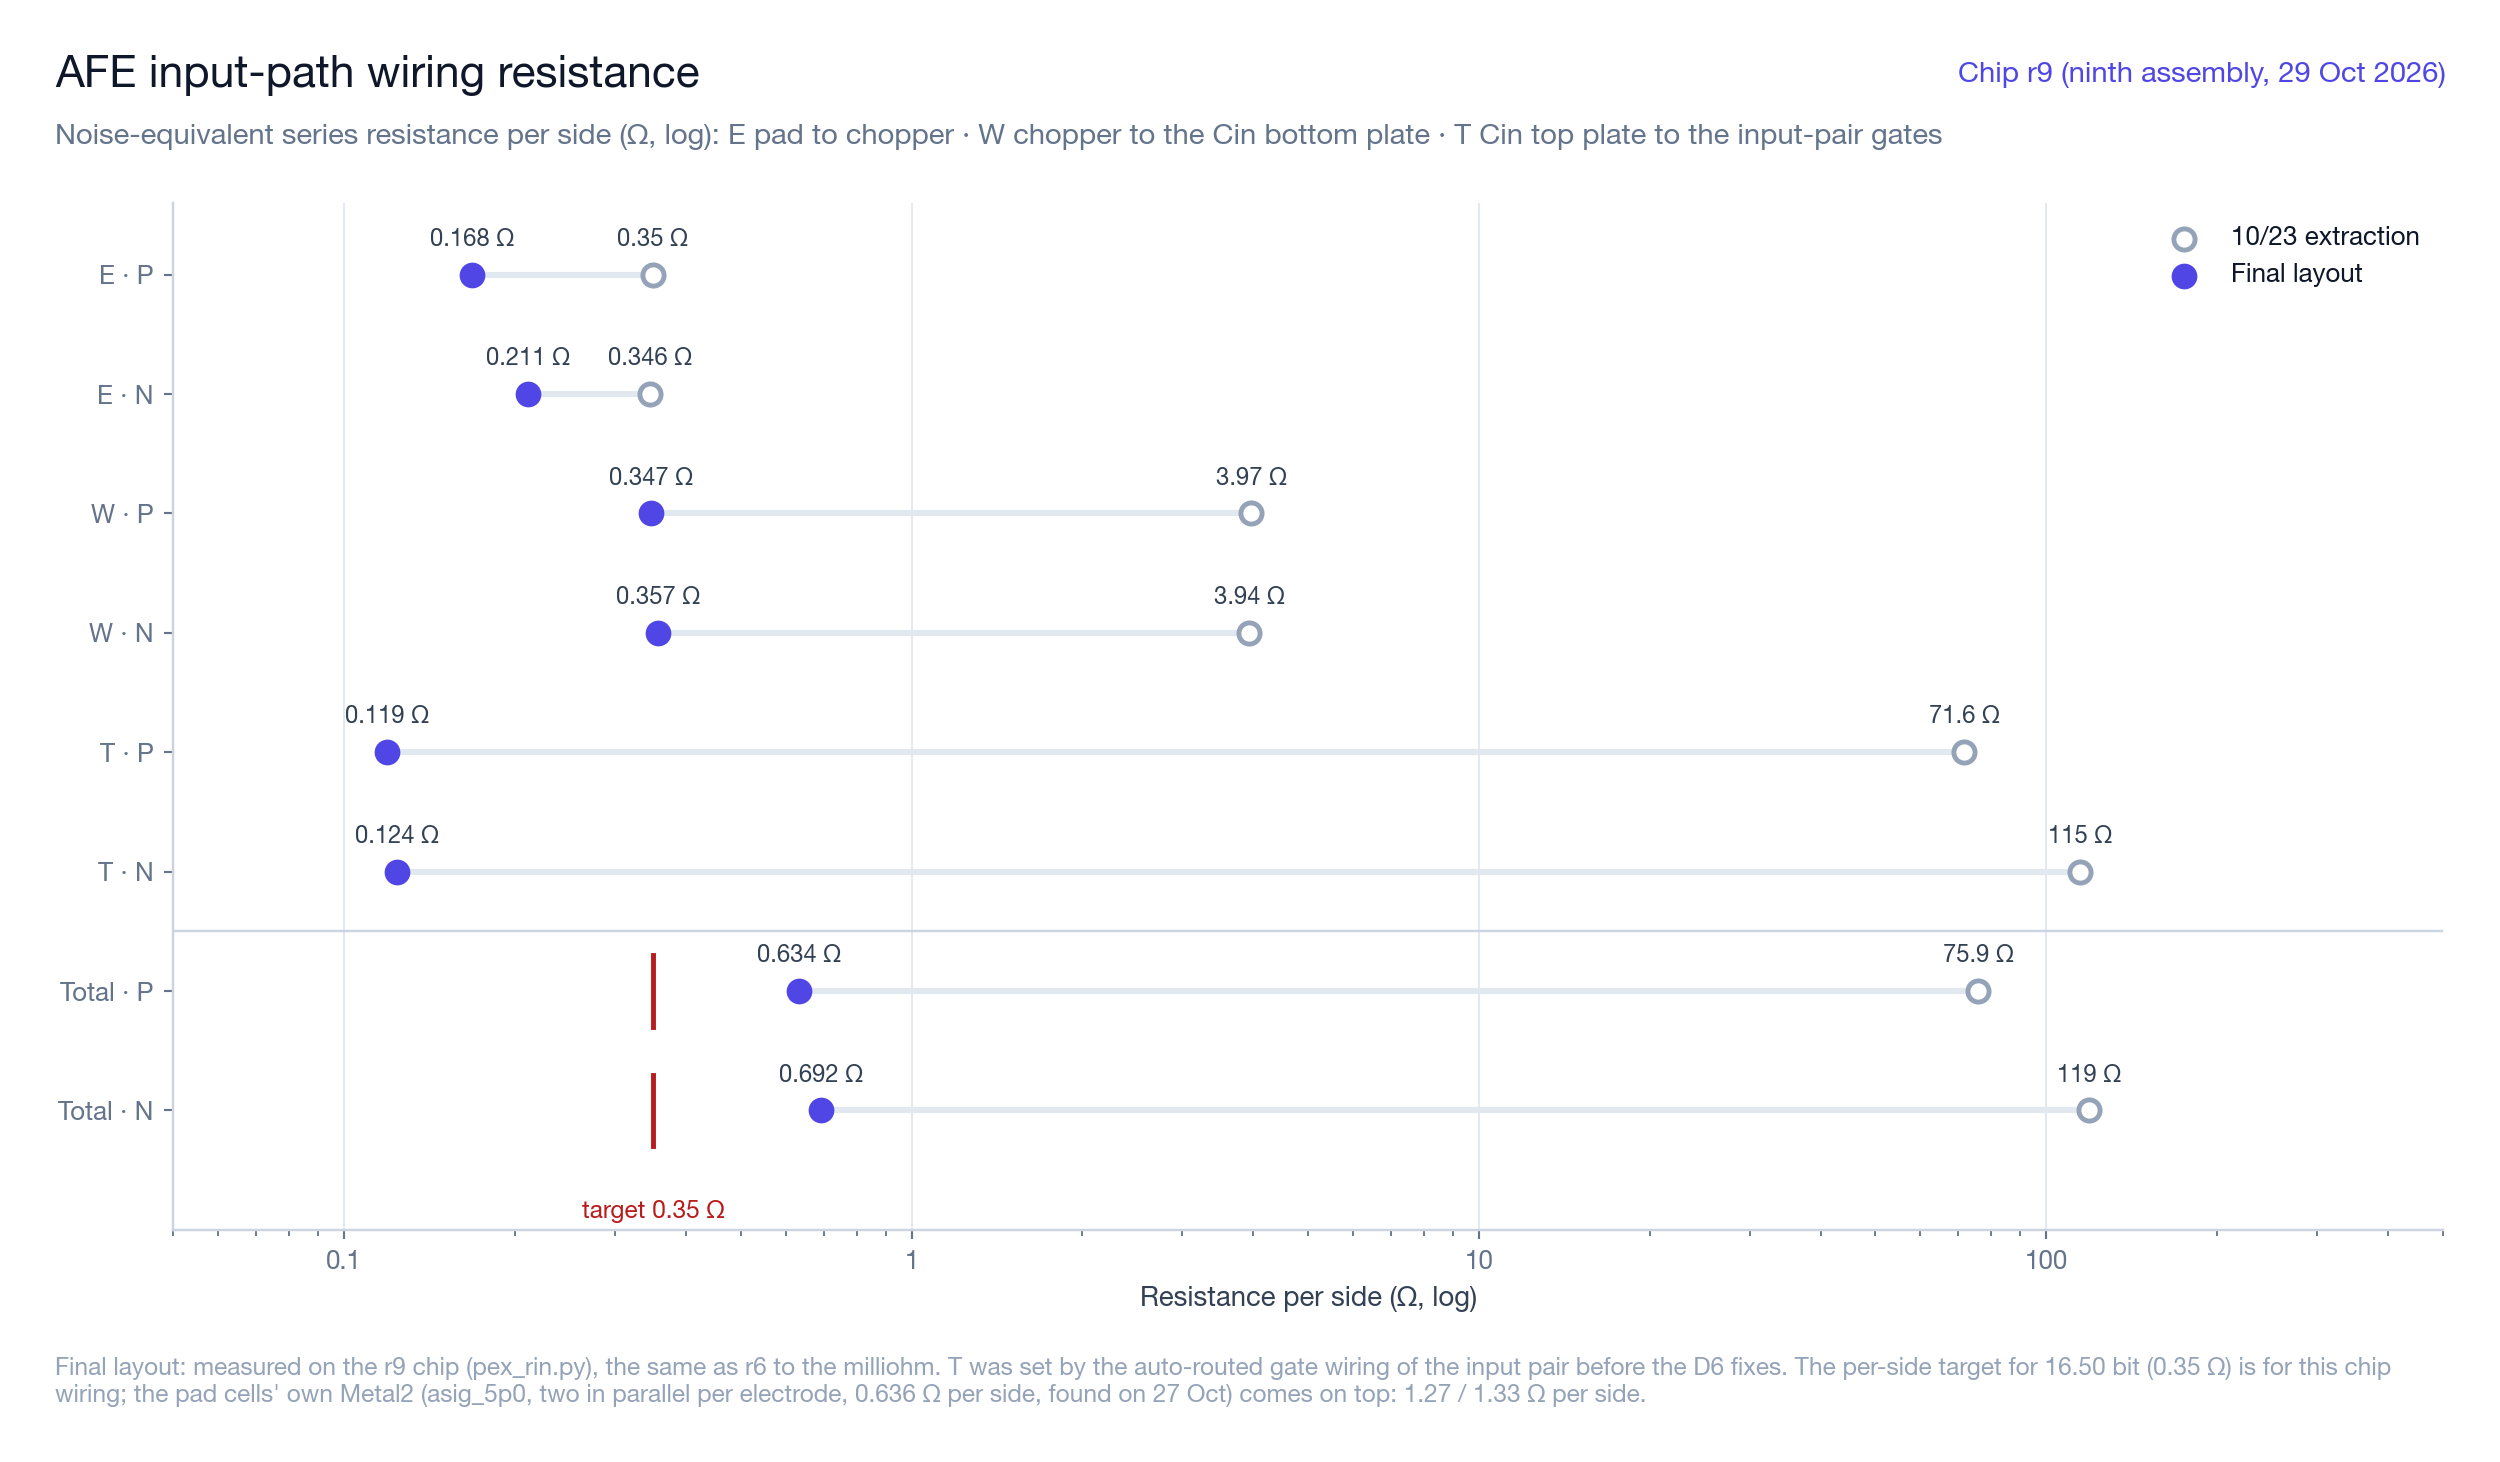 AFE input-path wiring resistance
Chip r9 (ninth assembly, 29 Oct 2026)
Noise-equivalent series resistance per side (Ω, log): E pad to chopper · W chopper to the Cin bottom plate · T Cin top plate to the input-pair gates
10/23 extraction
Final layout
E · P
0.168 Ω
0.35 Ω
E · N
0.211 Ω
0.346 Ω
W · P
0.347 Ω
3.97 Ω
W · N
0.357 Ω
3.94 Ω
T · P
0.119 Ω
71.6 Ω
T · N
0.124 Ω
115 Ω
Total · P
0.634 Ω
75.9 Ω
Total · N
0.692 Ω
119 Ω
target 0.35 Ω
0.1
1
10
100
Resistance per side (Ω, log)
Final layout: measured on the r9 chip (pex_rin.py), the same as r6 to the milliohm. T was set by the auto-routed gate wiring of the input pair before the D6 fixes. The per-side target for 16.50 bit (0.35 Ω) is for this chip
wiring; the pad cells' own Metal2 (asig_5p0, two in parallel per electrode, 0.636 Ω per side, found on 27 Oct) comes on top: 1.27 / 1.33 Ω per side.